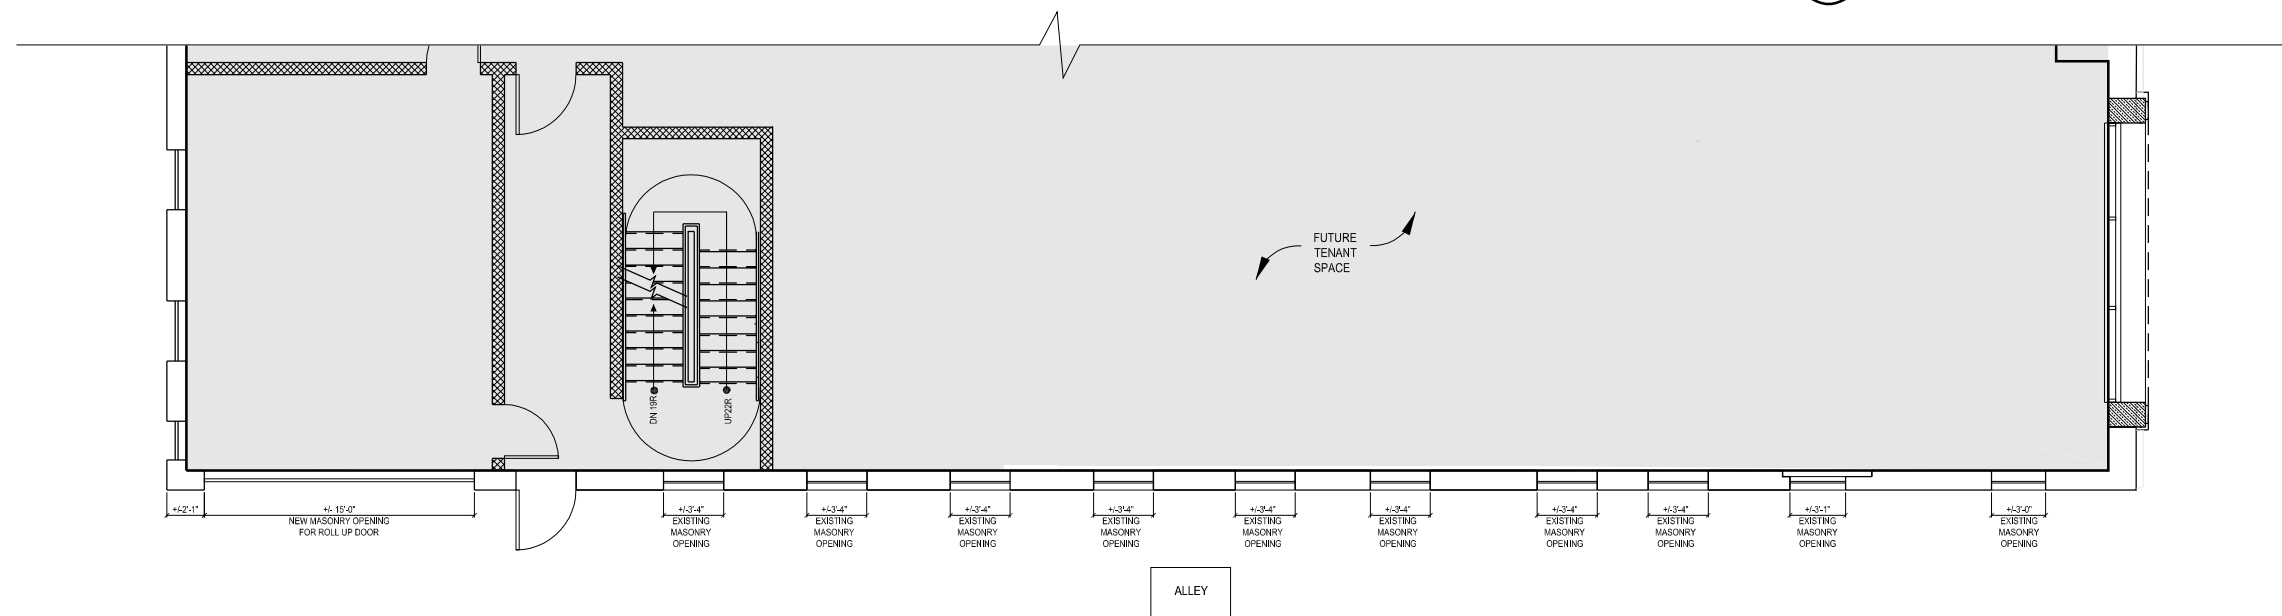 FUTURE
TENANT
SPACE
DN 19R
UP22R
+/-2'-1"
+/- 15'-0"
NEW MASONRY OPENING
FOR ROLL UP DOOR
+/-3'-4"
EXISTING
MASONRY
OPENING
+/-3'-4"
EXISTING
MASONRY
OPENING
+/-3'-4"
EXISTING
MASONRY
OPENING
+/-3'-4"
EXISTING
MASONRY
OPENING
+/-3'-4"
EXISTING
MASONRY
OPENING
+/-3'-4"
EXISTING
MASONRY
OPENING
+/-3'-4"
EXISTING
MASONRY
OPENING
+/-3'-4"
EXISTING
MASONRY
OPENING
+/-3'-1"
EXISTING
MASONRY
OPENING
+/-3'-0"
EXISTING
MASONRY
OPENING
ALLEY